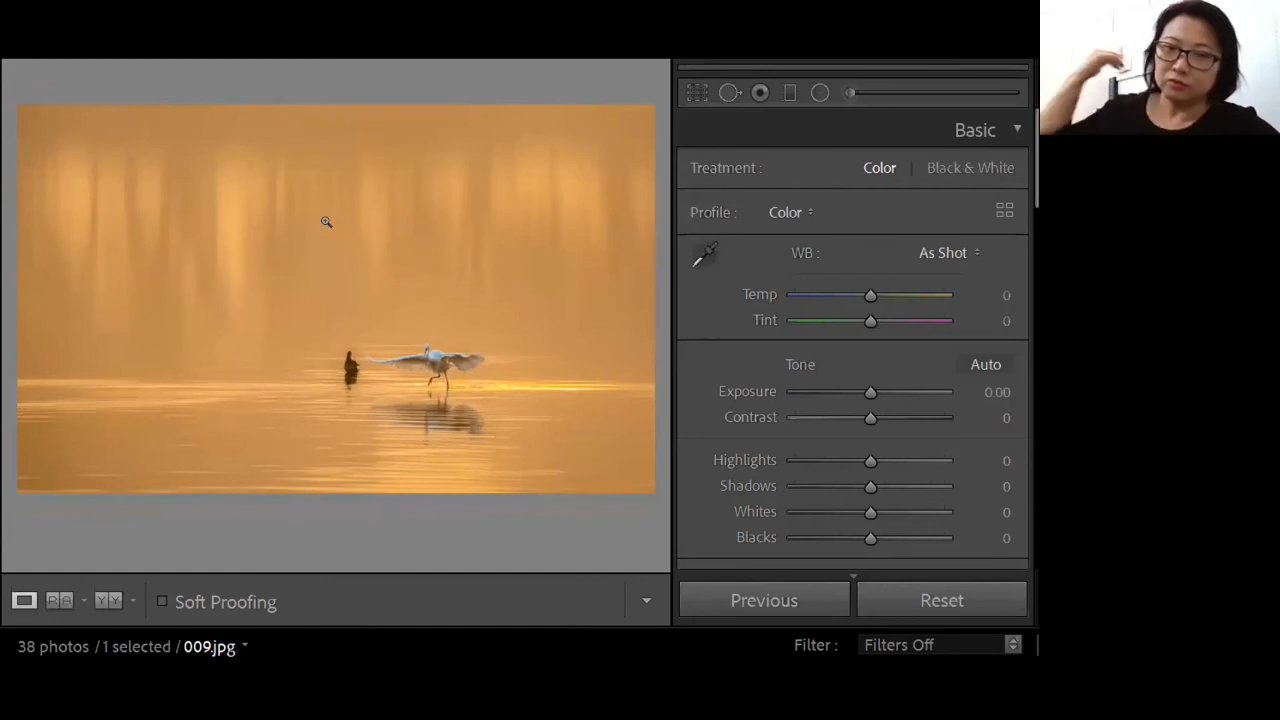 Basic
Treatment : Color Black & White
Profile : Color
WB : As Shot
Temp 0
Tint 0
Tone Auto
Exposure 0.00
Contrast 0
Highlights 0
Shadows 0
Whites 0
Blacks 0
Previous Reset
R A Y Y Soft Proofing
38 photos / 1 selected / 009.jpg Filter : Filters Off